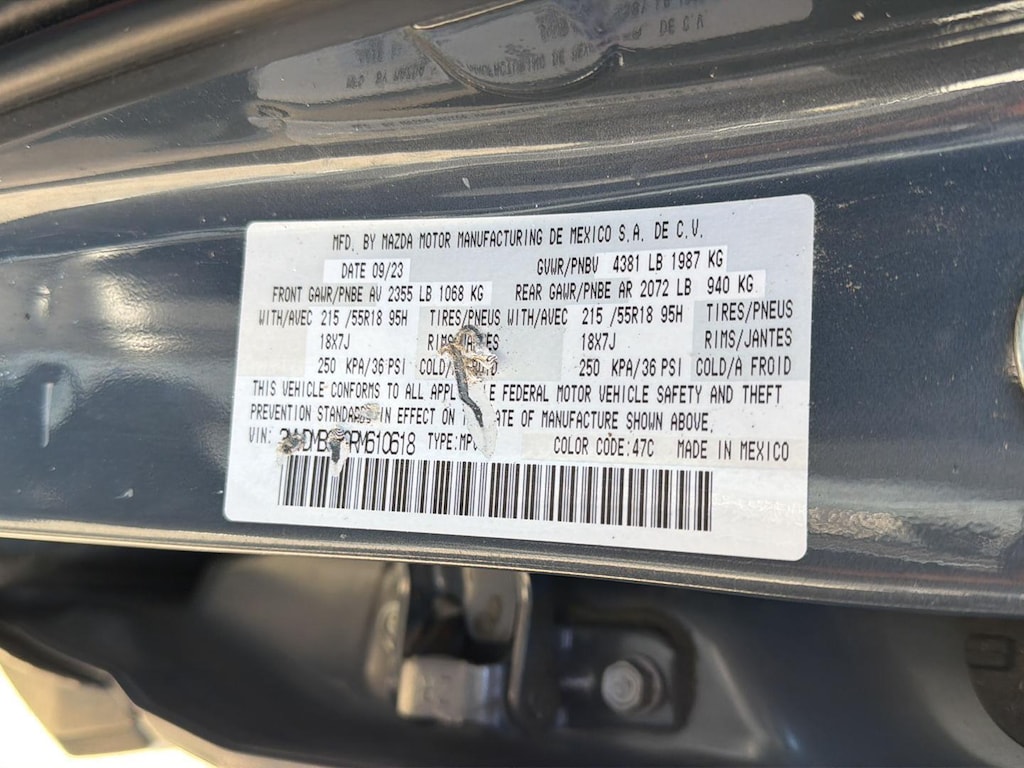 MFD. BY MAZDA MOTOR MANUFACTURING DE MEXICO S.A. DE C.V.
DATE 09/23 GVWR/PNBV 4381 LB 1987 KG
FRONT GAWR/PNBE AV 2355 LB 1068 KG REAR GAWR/PNBE AR 2072 LB 940 KG
WITH/AVEC 215 /55R18 95H TIRES/PNEUS WITH/AVEC 215 /55R18 95H TIRES/PNEUS
18X7J 18X7J RIMS/JANTES
250 KPA/36 PSI 250 KPA/36 PSI COLD/A FROID
THIS VEHICLE CONFORMS TO ALL FEDERAL MOTOR VEHICLE SAFETY AND THEFT
PREVENTION IN EFFECT ON OF MANUFACTURE SHOWN ABOVE.
VIN: COLOR CODE:47C MADE IN MEXICO